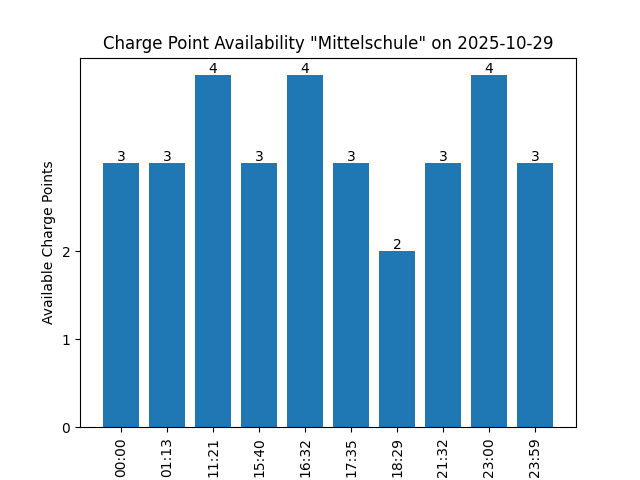 Charge Point Availability "Mittelschule" on 2025-10-29
4 4 4
3 3 3 3 3 3
2
Available Charge Points
2
1
0
00:00 01:13 11:21 15:40 16:32 17:35 18:29 21:32 23:00 23:59